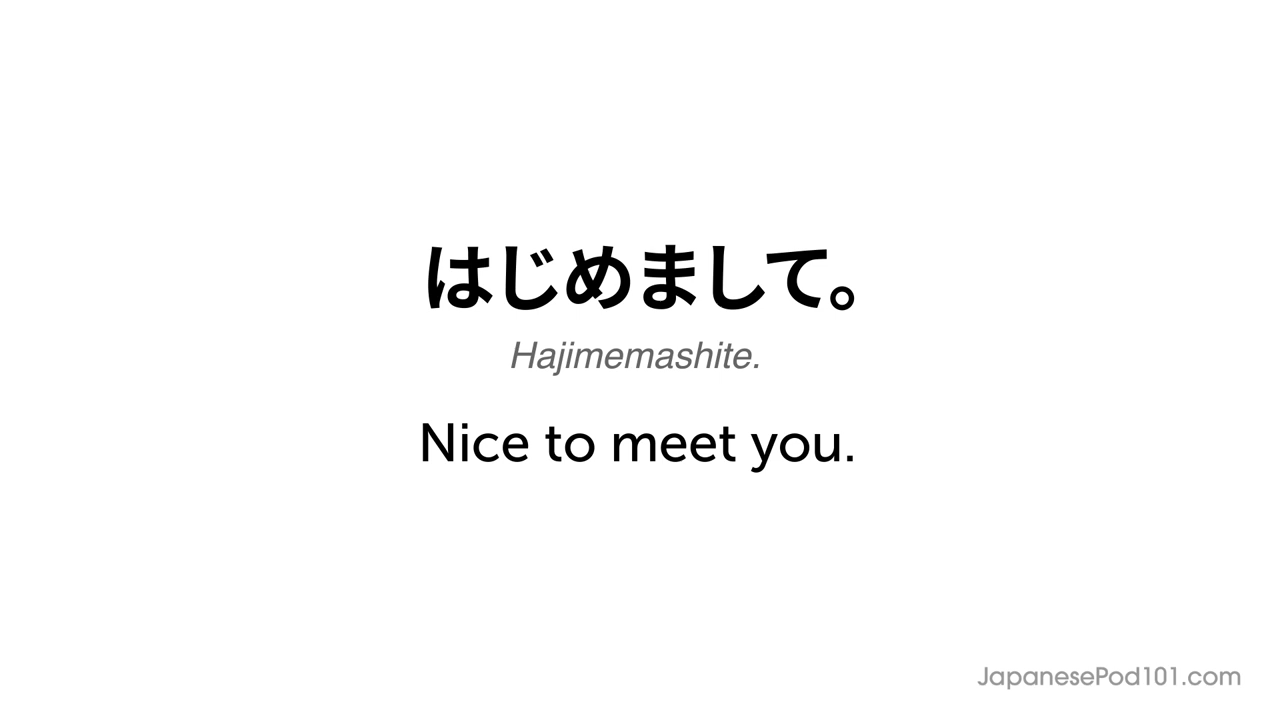 はじめまして。
Hajimemashite.
Nice to meet you.
JapanesePod101.com